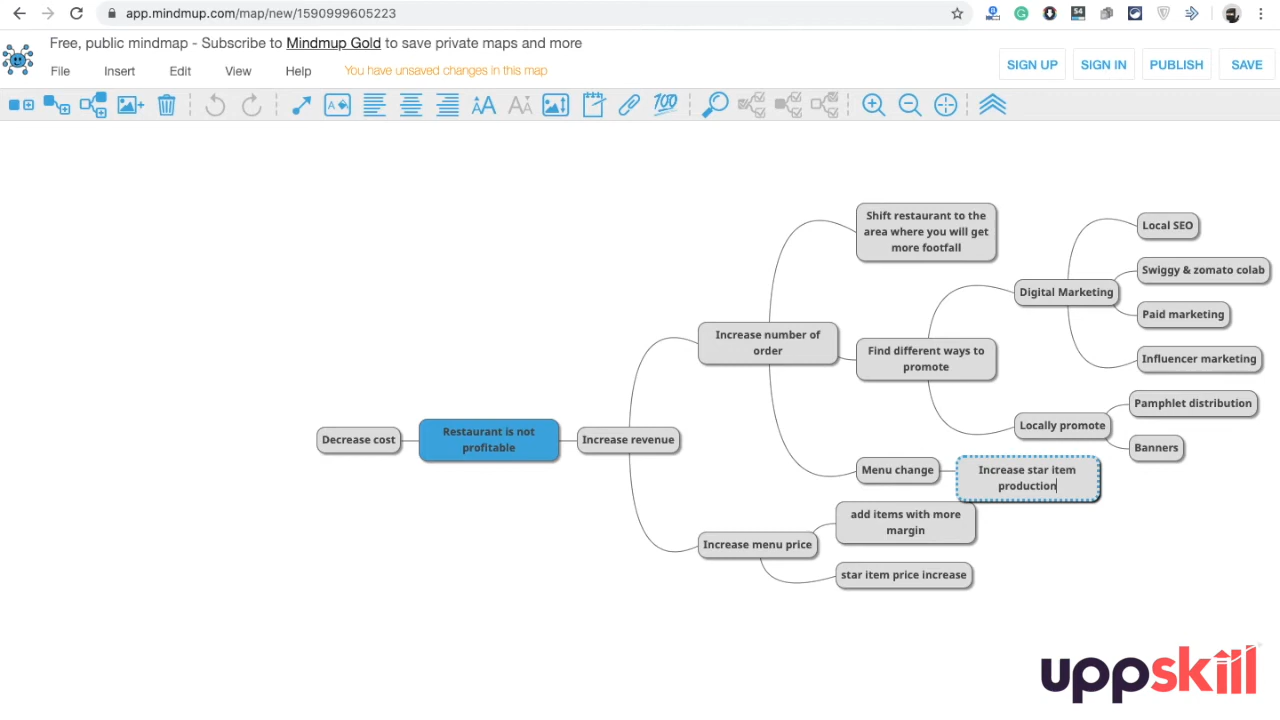 app.mindmup.com/map/new/1590999605223
Free, public mindmap - Subscribe to Mindmup Gold to save private maps and more
File Insert Edit View Help You have unsaved changes in this map
SIGN UP SIGN IN PUBLISH SAVE
Shift restaurant to the
area where you will get
more footfall
Local SEO
Swiggy & zomato colab
Digital Marketing
Paid marketing
Increase number of
order
Find different ways to
promote
Influencer marketing
Pamphlet distribution
Locally promote
Banners
Decrease cost
Restaurant is not
profitable
Increase revenue
Menu change
Increase star item
production
add items with more
margin
Increase menu price
star item price increase
uppskill